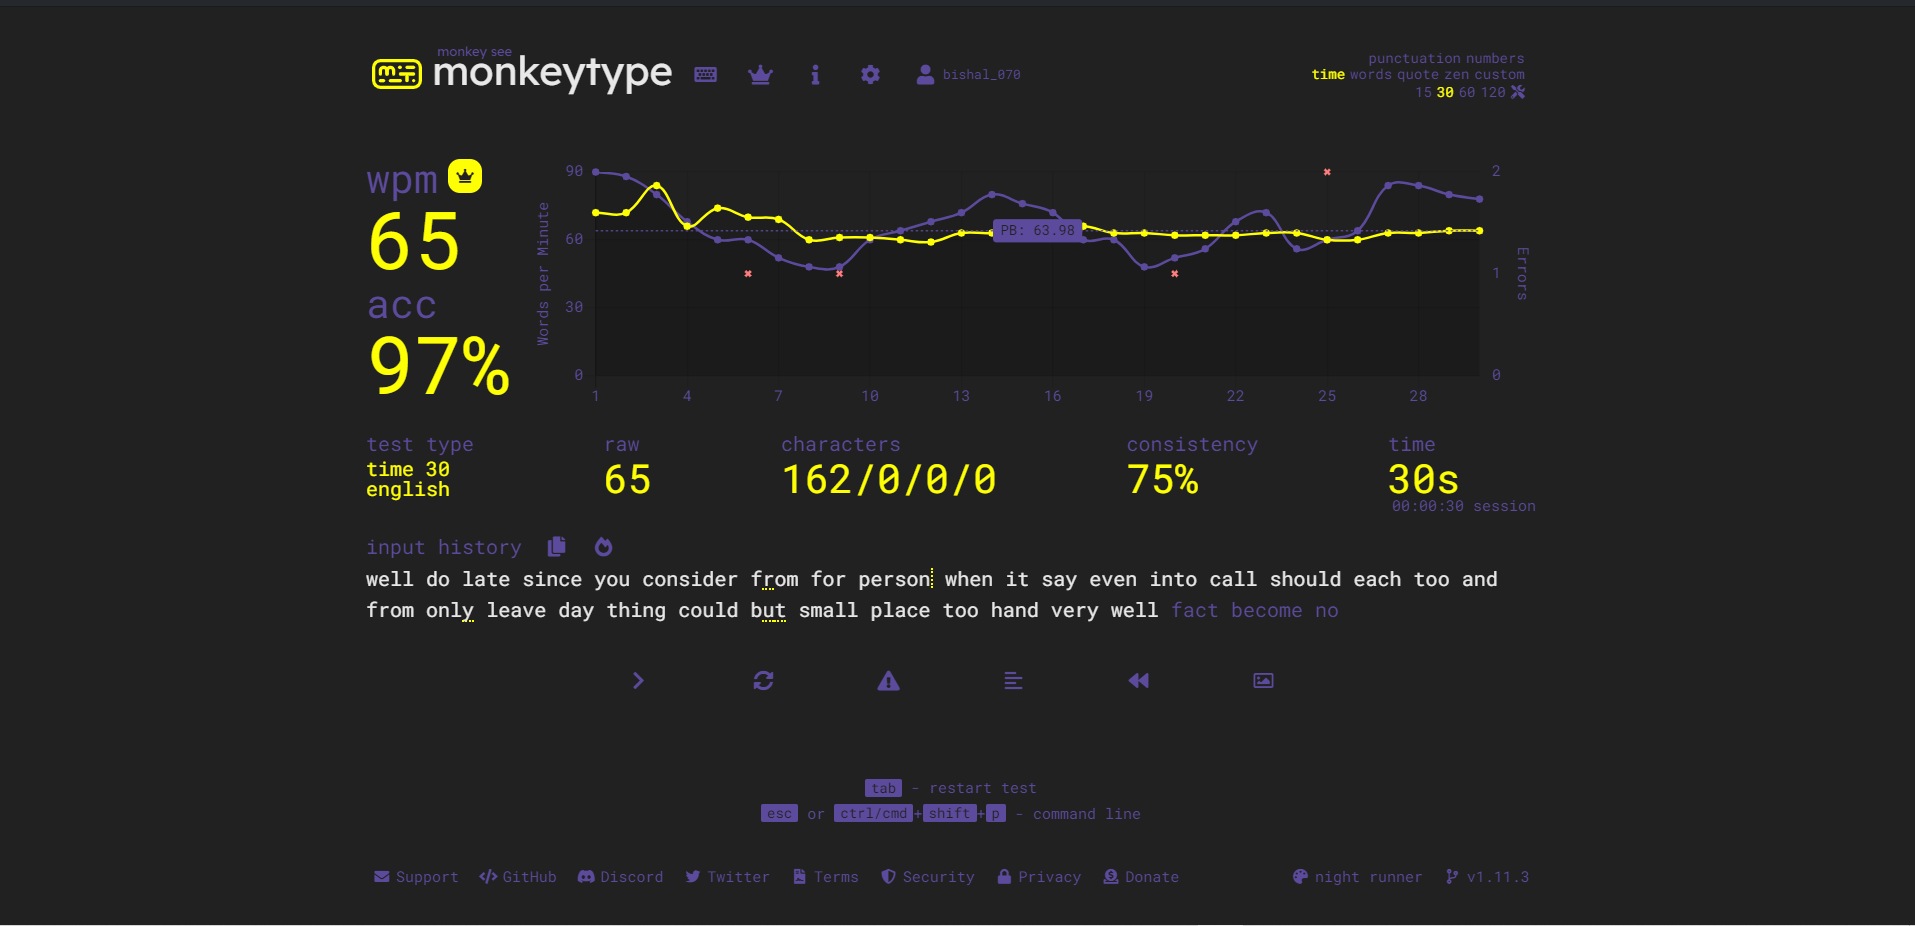 monkey see
monkeytype
bishal_070
punctuation numbers
time words quote zen custom
15 30 60 120
wpm
65
acc
97%
Words per Minute
90
60
30
0
PB: 63.98
2
1
0
Errors
1 4 7 10 13 16 19 22 25 28
test type
time 30
english
raw
65
characters
162/0/0/0
consistency
75%
time
30s
00:00:30 session
input history
well do late since you consider from for person when it say even into call should each too and
from only leave day thing could but small place too hand very well fact become no
tab - restart test
esc or ctrl/cmd+shift+p - command line
Support GitHub Discord Twitter Terms Security Privacy Donate night runner v1.11.3